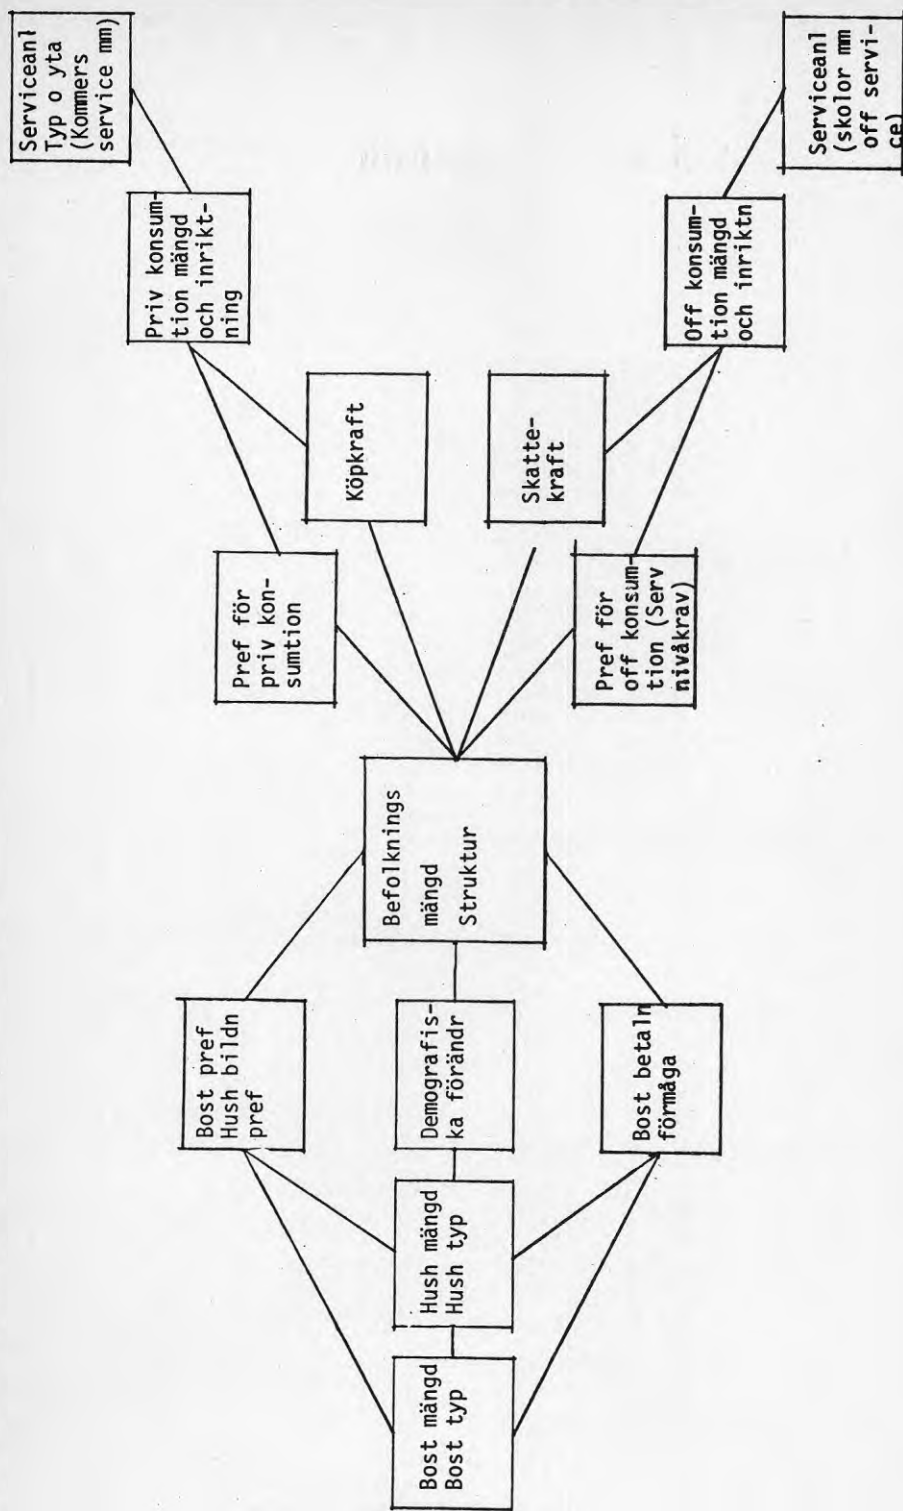 Bost mängd
Bost typ
Hush mängd
Hush typ
Bost pref
Hush bildn
pref
Demografis-
ka förändr
Bost betaln
förmåga
Befolknings
mängd
Struktur
Pref för
priv kon-
sumtion
Köpkraft
Skatte-
kraft
Pref för
off konsum-
tion (Serv
nivåkrav)
Priv konsum-
tion mängd
och inrikt-
ning
Off konsum-
tion mängd
och inriktn
Serviceanl
Typ o yta
(Kommers
service mm)
Serviceanl
(skolor mm
off servi-
ce)